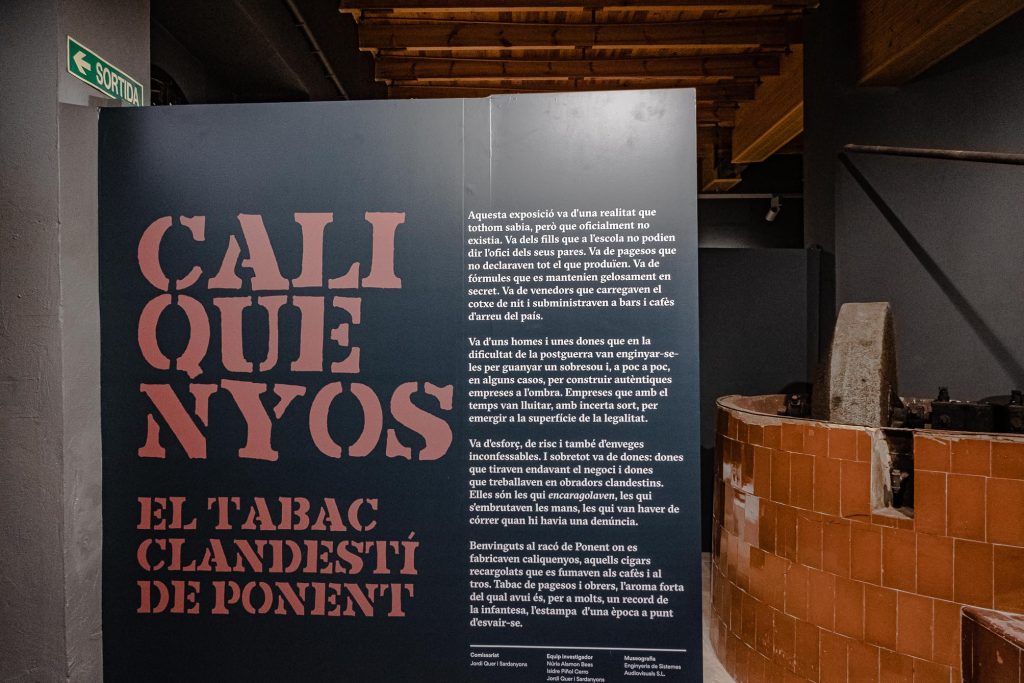 SORTIDA
CALI
QUE
NYOS
EL TABAC
CLANDESTÍ
DE PONENT
Aquesta exposició va d'una realitat que
tothom sabia, però que oficialment no
existia. Va dels fills que a l'escola no podien
dir l'ofici dels seus pares. Va de pagesos que
no declaraven tot el que produïen. Va de
fórmules que es mantenien gelosament en
secret. Va de venedors que carregaven el
cotxe de nit i subministraven a bars i cafès
d'arreu del país.
Va d'uns homes i unes dones que en la
dificultat de la postguerra van enginyar-se-
les per guanyar un sobresou i, a poc a poc,
en alguns casos, per construir autèntiques
empreses a l'ombra. Empreses que amb el
temps van lluitar, amb incerta sort, per
emergir a la superfície de la legalitat.
Va d'esforç, de risc i també d'enveges
inconfessables. I sobretot va de dones: dones
que tiraven endavant el negoci i dones
que treballaven en obradors clandestins.
Elles són les qui encaragolaven, les qui
s'embrutaven les mans, les qui van haver de
córrer quan hi havia una denúncia.
Benvinguts al racó de Ponent on es
fabricaven caliquenyos, aquells cigars
recargolats que es fumaven als cafès i al
tros. Tabac de pagesos i obrers, l'aroma forta
del qual avui és, per a molts, un record de
la infantesa, l'estampa d'una època a punt
d'esvair-se.
Comissariat
Jordi Quer i Sardanyons
Equip investigador
Núria Alamon Beas
Isidre Piñol Cerro
Jordi Quer i Sardanyons
Museografia
Enginyeria de Sistemes
Audiovisuals S.L.